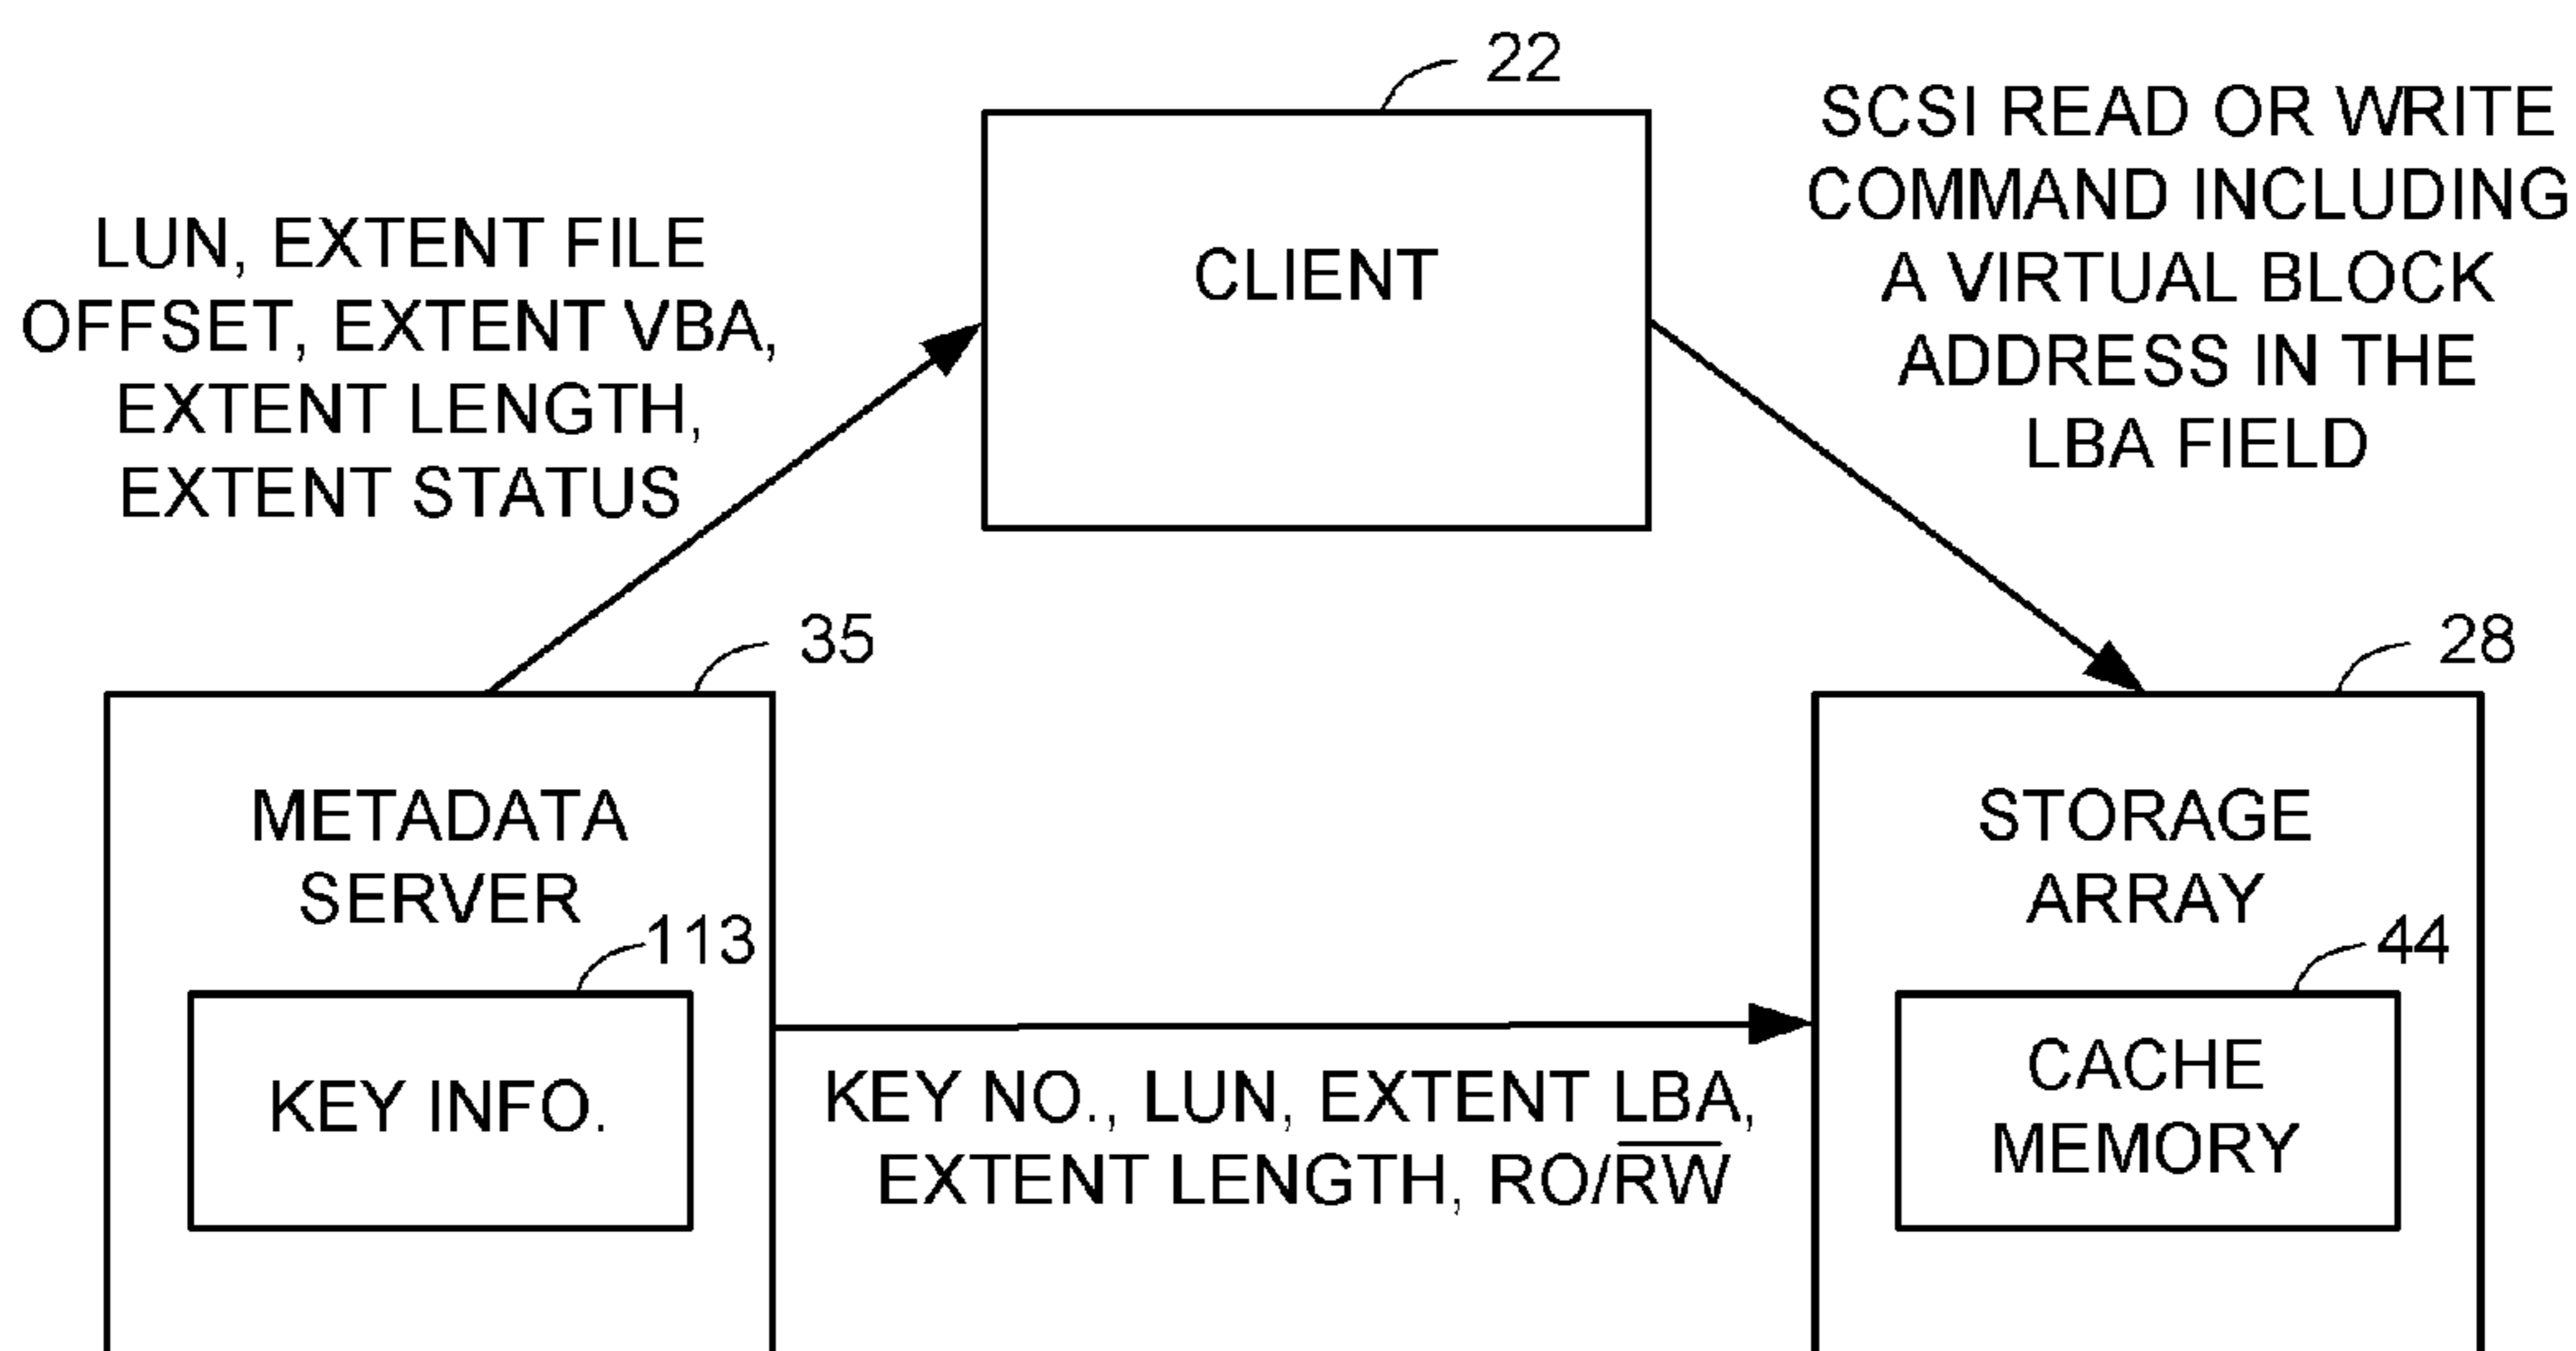 22
CLIENT
LUN, EXTENT FILE
OFFSET, EXTENT VBA,
EXTENT LENGTH,
EXTENT STATUS
SCSI READ OR WRITE
COMMAND INCLUDING
A VIRTUAL BLOCK
ADDRESS IN THE
LBA FIELD
35
METADATA
SERVER
113
KEY INFO.
KEY NO., LUN, EXTENT LBA,
EXTENT LENGTH, RO/R̅W̅
28
STORAGE
ARRAY
44
CACHE
MEMORY